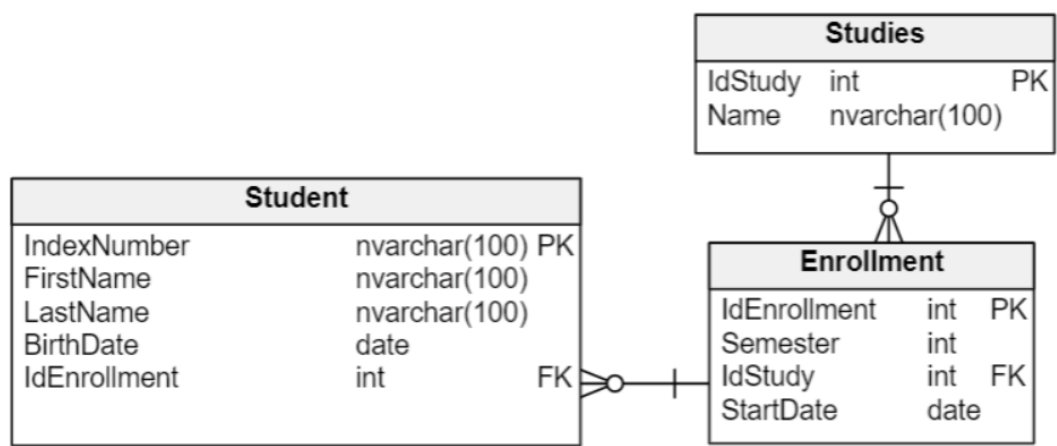 Studies
IdStudy int PK
Name nvarchar(100)
Student
IndexNumber nvarchar(100) PK
FirstName nvarchar(100)
LastName nvarchar(100)
BirthDate date
IdEnrollment int FK
Enrollment
IdEnrollment int PK
Semester int
IdStudy int FK
StartDate date